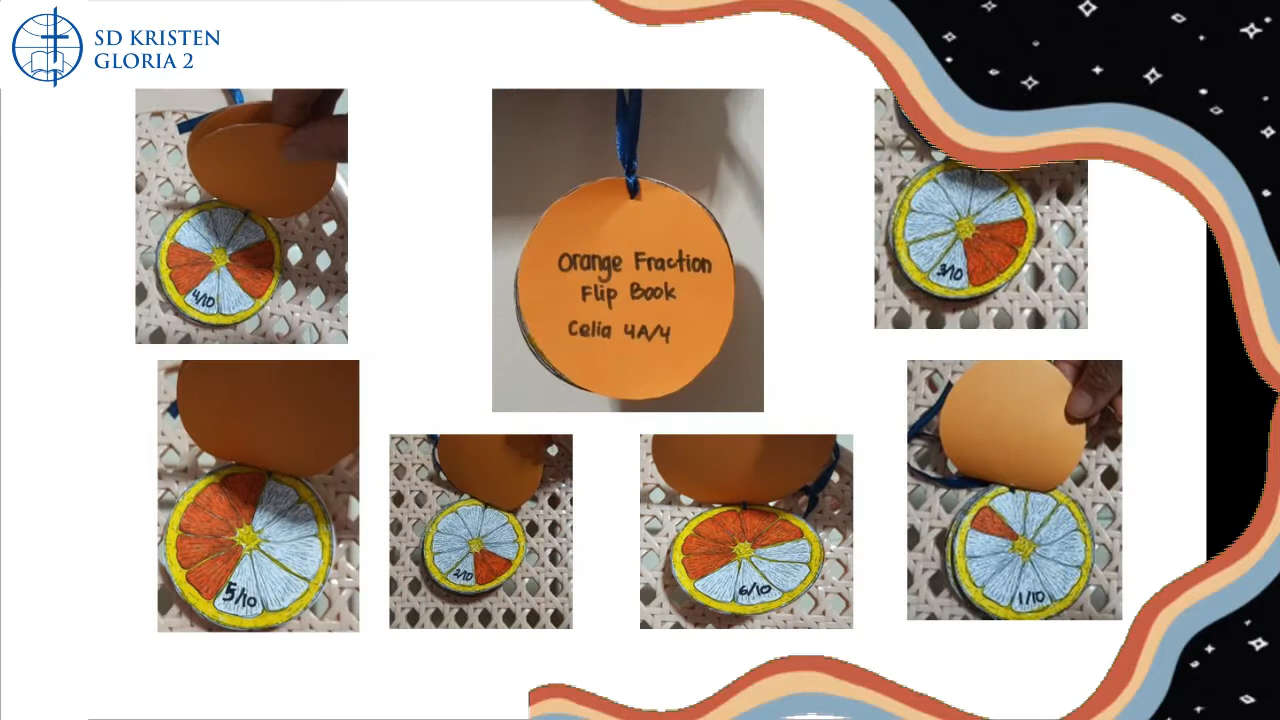 SD KRISTEN
GLORIA 2
Orange Fraction
Flip Book
Celia 4A/4
4/10
3/10
5/10
2/10
6/10
1/10